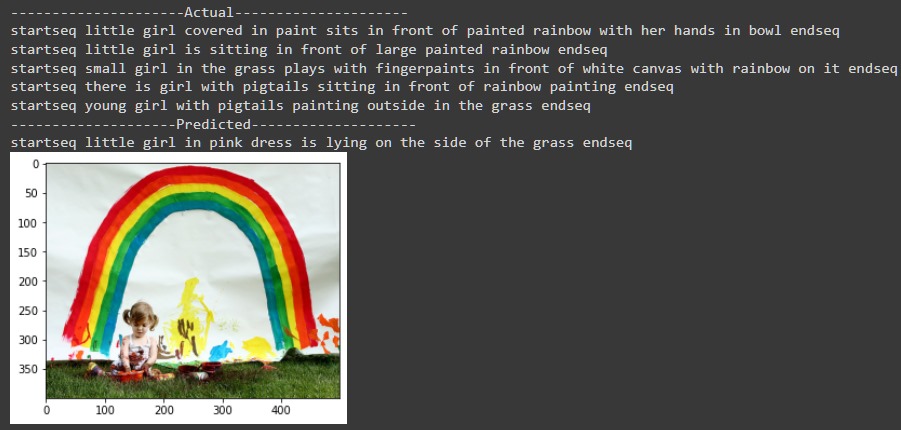 ---------------------Actual---------------------
startseq little girl covered in paint sits in front of painted rainbow with her hands in bowl endseq
startseq little girl is sitting in front of large painted rainbow endseq
startseq small girl in the grass plays with fingerpaints in front of white canvas with rainbow on it endseq
startseq there is girl with pigtails sitting in front of rainbow painting endseq
startseq young girl with pigtails painting outside in the grass endseq
--------------------Predicted--------------------
startseq little girl in pink dress is lying on the side of the grass endseq
0
50
100
150
200
250
300
350
0 100 200 300 400